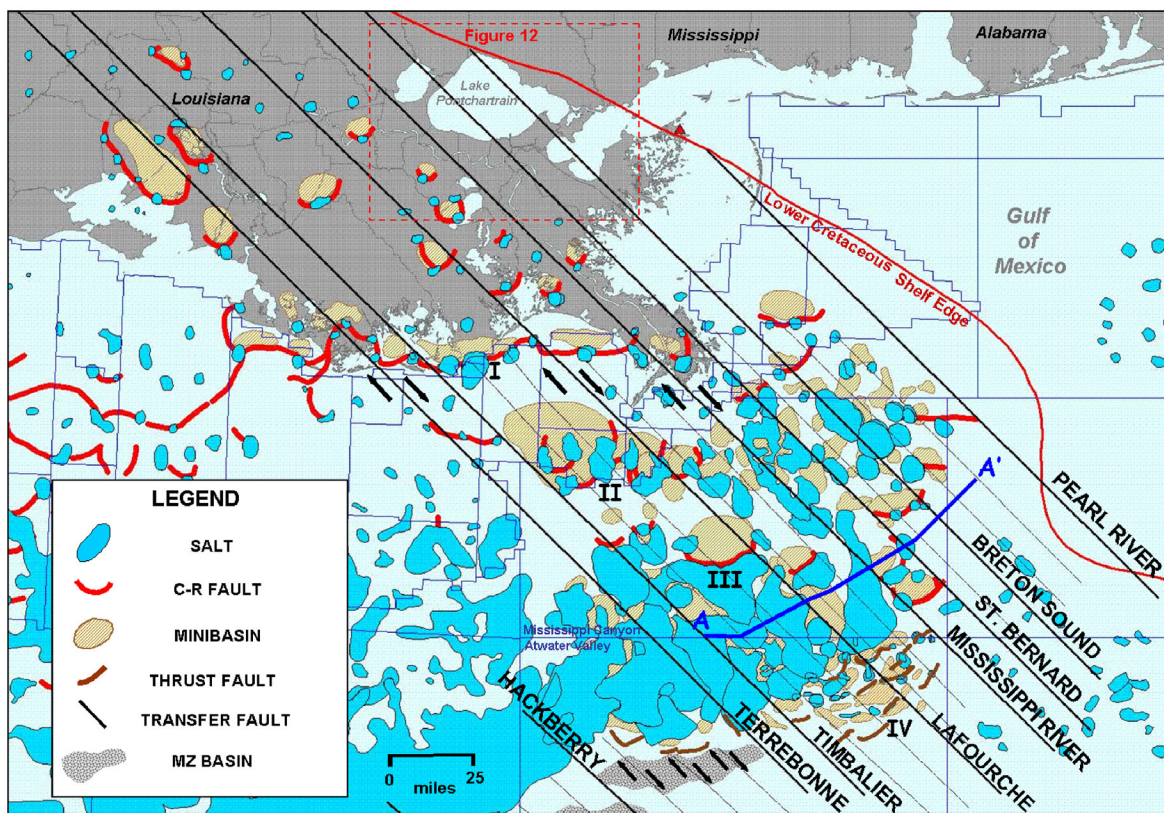 Figure 12
Mississippi
Alabama
Louisiana
Lake
Pontchartrain
Lower Cretaceous Shelf Edge
Gulf
of
Mexico
I
II
III
IV
A
A'
Mississippi Canyon
Atwater Valley
PEARL RIVER
BRETON SOUND
ST. BERNARD
MISSISSIPPI RIVER
LAFOURCHE
TIMBALIER
TERREBONNE
HACKBERRY
LEGEND
SALT
C-R FAULT
MINIBASIN
THRUST FAULT
TRANSFER FAULT
MZ BASIN
0 25
miles